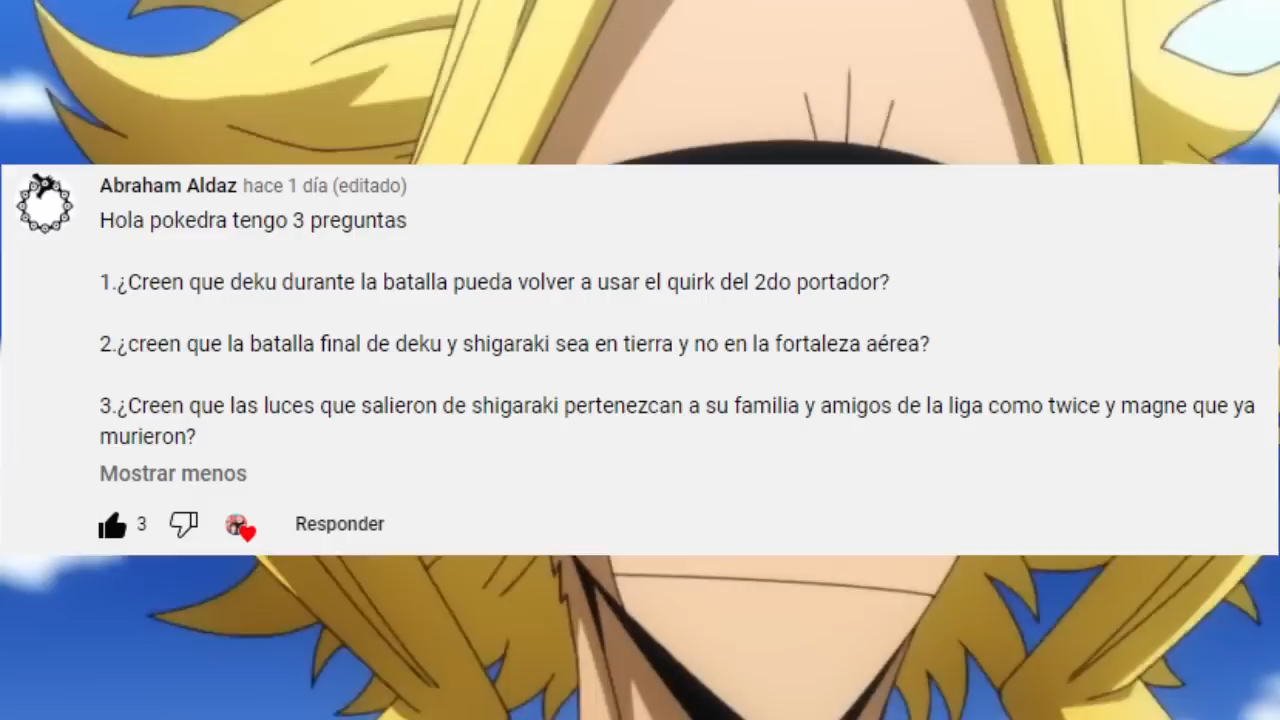 Abraham Aldaz hace 1 día (editado)
Hola pokedra tengo 3 preguntas
1.¿Creen que deku durante la batalla pueda volver a usar el quirk del 2do portador?
2.¿creen que la batalla final de deku y shigaraki sea en tierra y no en la fortaleza aérea?
3.¿Creen que las luces que salieron de shigaraki pertenezcan a su familia y amigos de la liga como twice y magne que ya
murieron?
Mostrar menos
3 Responder